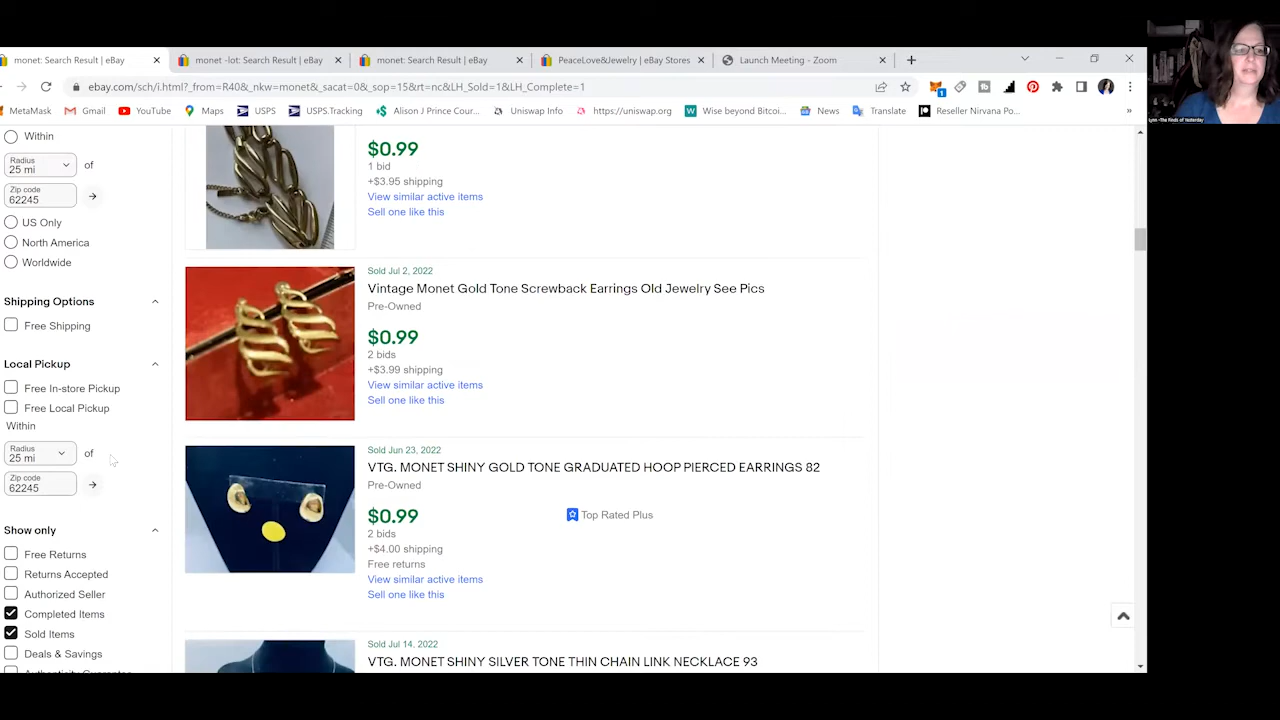 monet: Search Result | eBay
monet -lot: Search Result | eBay
monet: Search Result | eBay
PeaceLove&Jewelry | eBay Stores
Launch Meeting - Zoom
ebay.com/sch/i.html?_from=R40&_nkw=monet&_sacat=0&_sop=15&rt=nc&LH_Sold=1&LH_Complete=1
MetaMask
Gmail
YouTube
Maps
USPS
USPS.Tracking
Alison J Prince Cour...
Uniswap Info
https://uniswap.org
Wise beyond Bitcoi...
News
Translate
Reseller Nirvana Po...
Within
Radius
25 mi
of
Zip code
62245
US Only
North America
Worldwide
Shipping Options
Free Shipping
Local Pickup
Free In-store Pickup
Free Local Pickup
Within
Radius
25 mi
of
Zip code
62245
Show only
Free Returns
Returns Accepted
Authorized Seller
Completed Items
Sold Items
Deals & Savings
$0.99
1 bid
+$3.95 shipping
View similar active items
Sell one like this
Sold Jul 2, 2022
Vintage Monet Gold Tone Screwback Earrings Old Jewelry See Pics
Pre-Owned
$0.99
2 bids
+$3.99 shipping
View similar active items
Sell one like this
Sold Jun 23, 2022
VTG. MONET SHINY GOLD TONE GRADUATED HOOP PIERCED EARRINGS 82
Pre-Owned
$0.99
Top Rated Plus
2 bids
+$4.00 shipping
Free returns
View similar active items
Sell one like this
Sold Jul 14, 2022
VTG. MONET SHINY SILVER TONE THIN CHAIN LINK NECKLACE 93
Lynn -The Finds of Yesterday